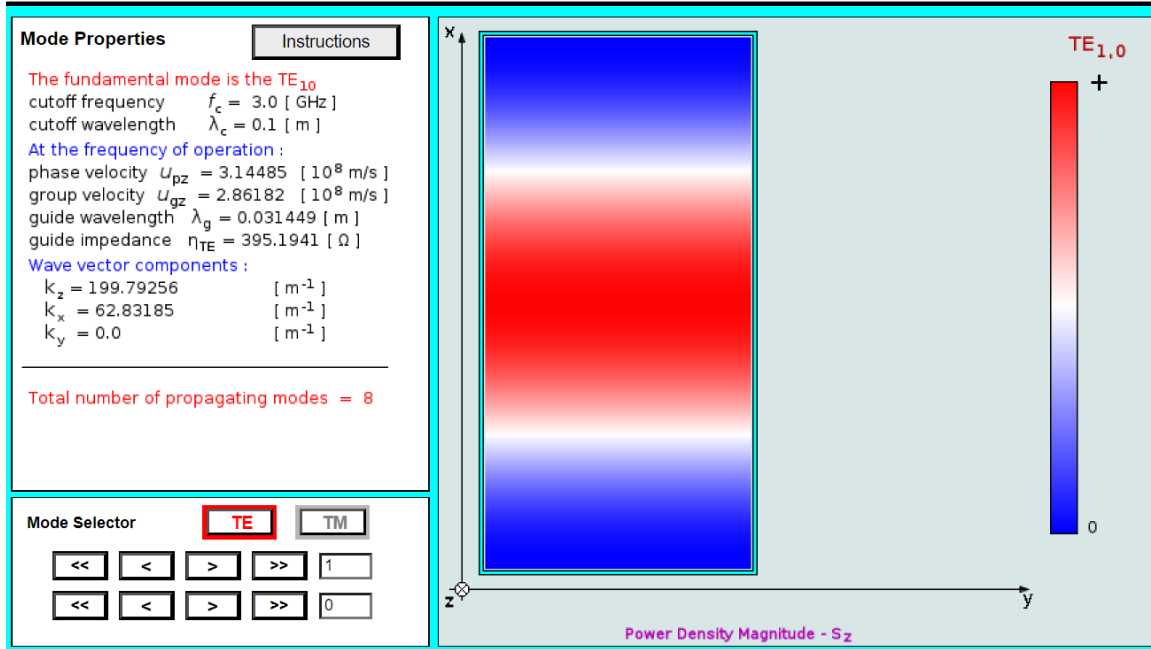 Mode Properties
Instructions
The fundamental mode is the TE10
cutoff frequency fc = 3.0 [ GHz ]
cutoff wavelength λc = 0.1 [ m ]
At the frequency of operation :
phase velocity upz = 3.14485 [ 10^8 m/s ]
group velocity ugz = 2.86182 [ 10^8 m/s ]
guide wavelength λg = 0.031449 [ m ]
guide impedance ηTE = 395.1941 [ Ω ]
Wave vector components :
kz = 199.79256 [ m^-1 ]
kx = 62.83185 [ m^-1 ]
ky = 0.0 [ m^-1 ]
Total number of propagating modes = 8
Mode Selector TE TM
<< < > >> 1
<< < > >> 0
x
TE1,0
+
0
z
y
Power Density Magnitude - Sz